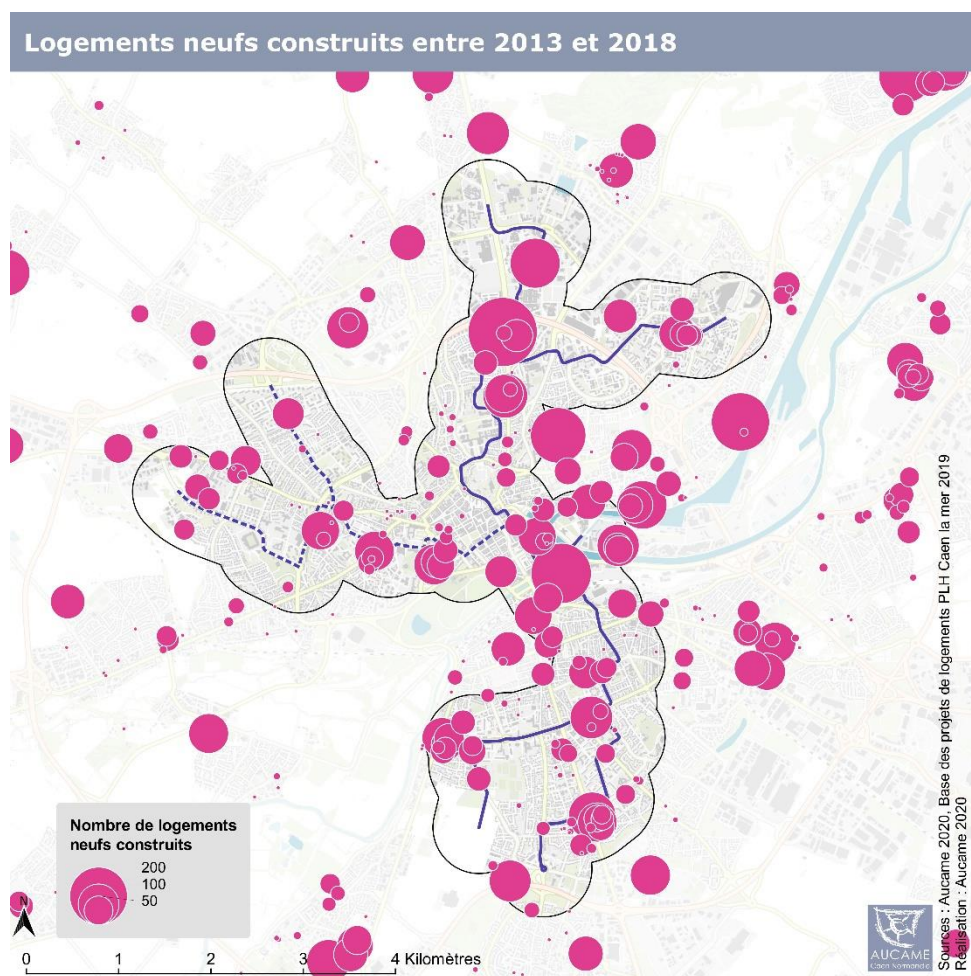 Logements neufs construits entre 2013 et 2018
Nombre de logements
neufs construits
200
100
50
N
0 1 2 3 4 Kilomètres
AUCAME
Caen Normandie
Sources : Aucame 2020, Base des projets de logements PLH Caen la mer 2019
Réalisation : Aucame 2020